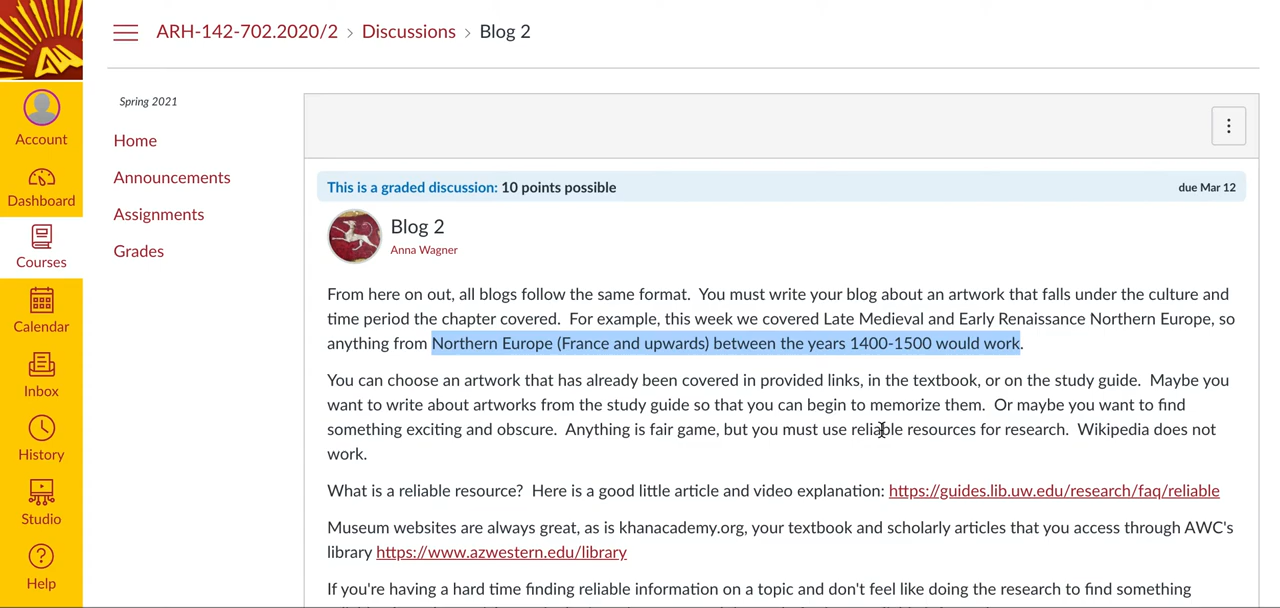 ARH-142-702.2020/2 › Discussions › Blog 2
Account
Dashboard
Courses
Calendar
Inbox
History
Studio
Help
Spring 2021
Home
Announcements
Assignments
Grades
This is a graded discussion: 10 points possible
due Mar 12
Blog 2
Anna Wagner
From here on out, all blogs follow the same format.  You must write your blog about an artwork that falls under the culture and
time period the chapter covered.  For example, this week we covered Late Medieval and Early Renaissance Northern Europe, so
anything from Northern Europe (France and upwards) between the years 1400-1500 would work.
You can choose an artwork that has already been covered in provided links, in the textbook, or on the study guide.  Maybe you
want to write about artworks from the study guide so that you can begin to memorize them.  Or maybe you want to find
something exciting and obscure.  Anything is fair game, but you must use reliable resources for research.  Wikipedia does not
work.
What is a reliable resource?  Here is a good little article and video explanation: https://guides.lib.uw.edu/research/faq/reliable
Museum websites are always great, as is khanacademy.org, your textbook and scholarly articles that you access through AWC's
library https://www.azwestern.edu/library
If you're having a hard time finding reliable information on a topic and don't feel like doing the research to find something